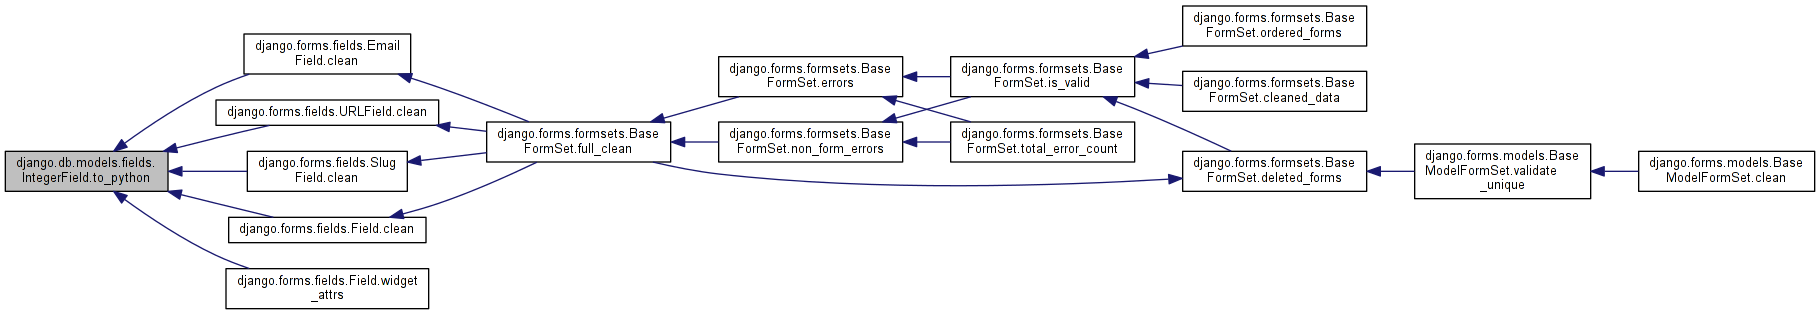 django.db.models.fields.
IntegerField.to_python
django.forms.fields.Email
Field.clean
django.forms.fields.URLField.clean
django.forms.fields.Slug
Field.clean
django.forms.fields.Field.clean
django.forms.fields.Field.widget
_attrs
django.forms.formsets.Base
FormSet.full_clean
django.forms.formsets.Base
FormSet.errors
django.forms.formsets.Base
FormSet.non_form_errors
django.forms.formsets.Base
FormSet.is_valid
django.forms.formsets.Base
FormSet.total_error_count
django.forms.formsets.Base
FormSet.ordered_forms
django.forms.formsets.Base
FormSet.cleaned_data
django.forms.formsets.Base
FormSet.deleted_forms
django.forms.models.Base
ModelFormSet.validate
_unique
django.forms.models.Base
ModelFormSet.clean